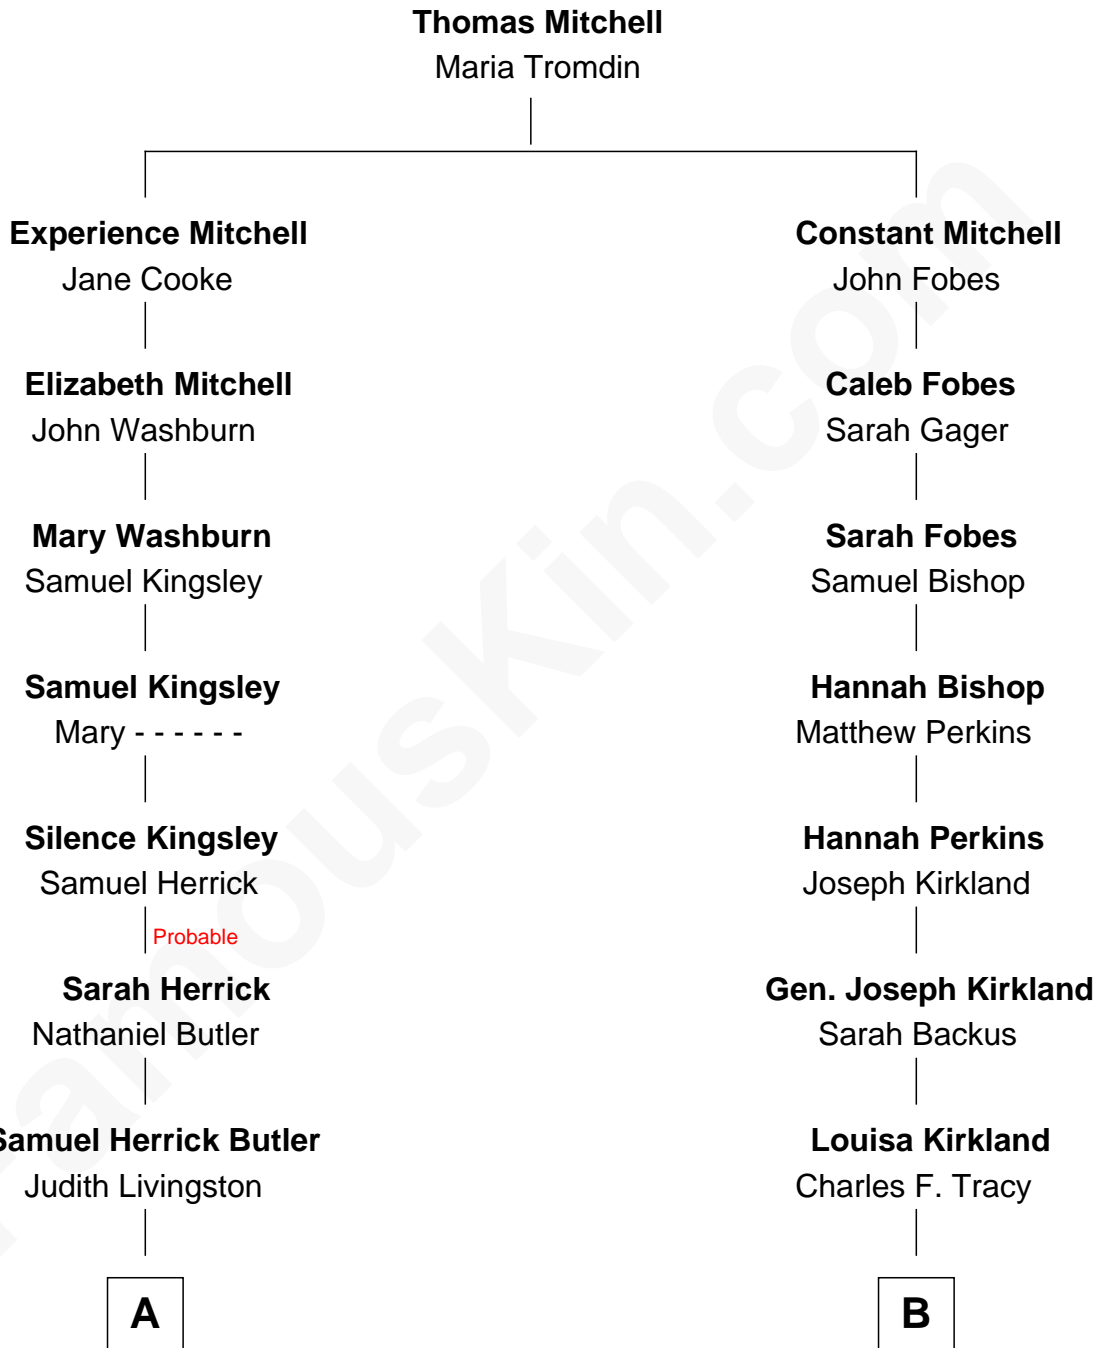 Thomas Mitchell
Maria Tromdin
Experience Mitchell
Jane Cooke
Constant Mitchell
John Fobes
Elizabeth Mitchell
John Washburn
Caleb Fobes
Sarah Gager
Mary Washburn
Samuel Kingsley
Sarah Fobes
Samuel Bishop
Samuel Kingsley
Mary - - - - - -
Hannah Bishop
Matthew Perkins
Silence Kingsley
Samuel Herrick
Hannah Perkins
Joseph Kirkland
Probable
Sarah Herrick
Nathaniel Butler
Gen. Joseph Kirkland
Sarah Backus
Samuel Herrick Butler
Judith Livingston
Louisa Kirkland
Charles F. Tracy
A
B
FamousKin.com